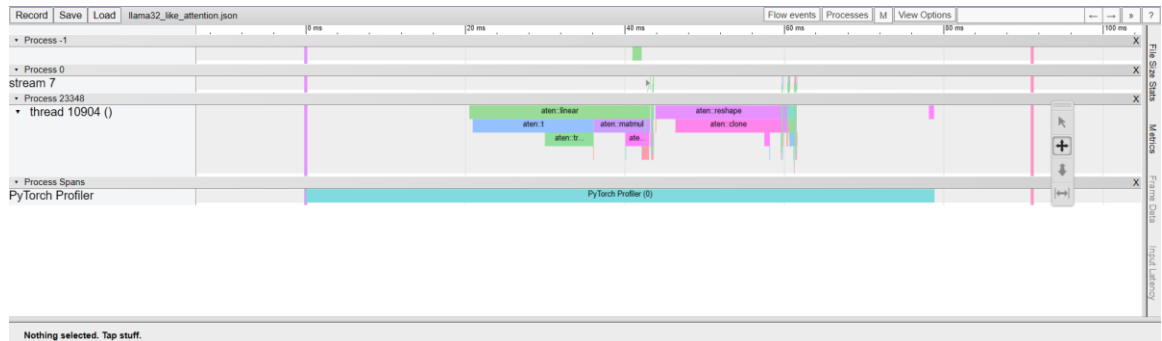 Record Save Load llama32_like_attention.json Flow events Processes M View Options ← → » ?
0 ms 20 ms 40 ms 60 ms 80 ms 100 ms
Process -1 X
Process 0 X
stream 7
Process 23348 X
thread 10904 ()
aten::linear aten::reshape
aten::t aten::matmul aten::clone
aten::tr... ate...
Process Spans X
PyTorch Profiler PyTorch Profiler (0)
File Size Stats
Metrics
Frame Data
Input Latency
Nothing selected. Tap stuff.